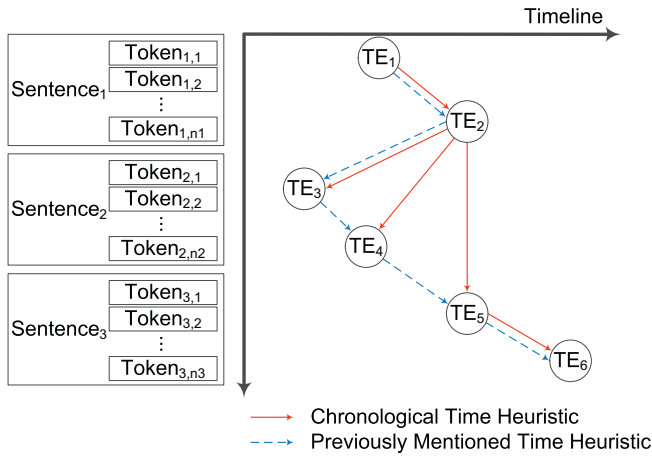 Timeline
Sentence1
Token1,1
Token1,2
⋮
Token1,n1
Sentence2
Token2,1
Token2,2
⋮
Token2,n2
Sentence3
Token3,1
Token3,2
⋮
Token3,n3
TE1
TE2
TE3
TE4
TE5
TE6
Chronological Time Heuristic
Previously Mentioned Time Heuristic